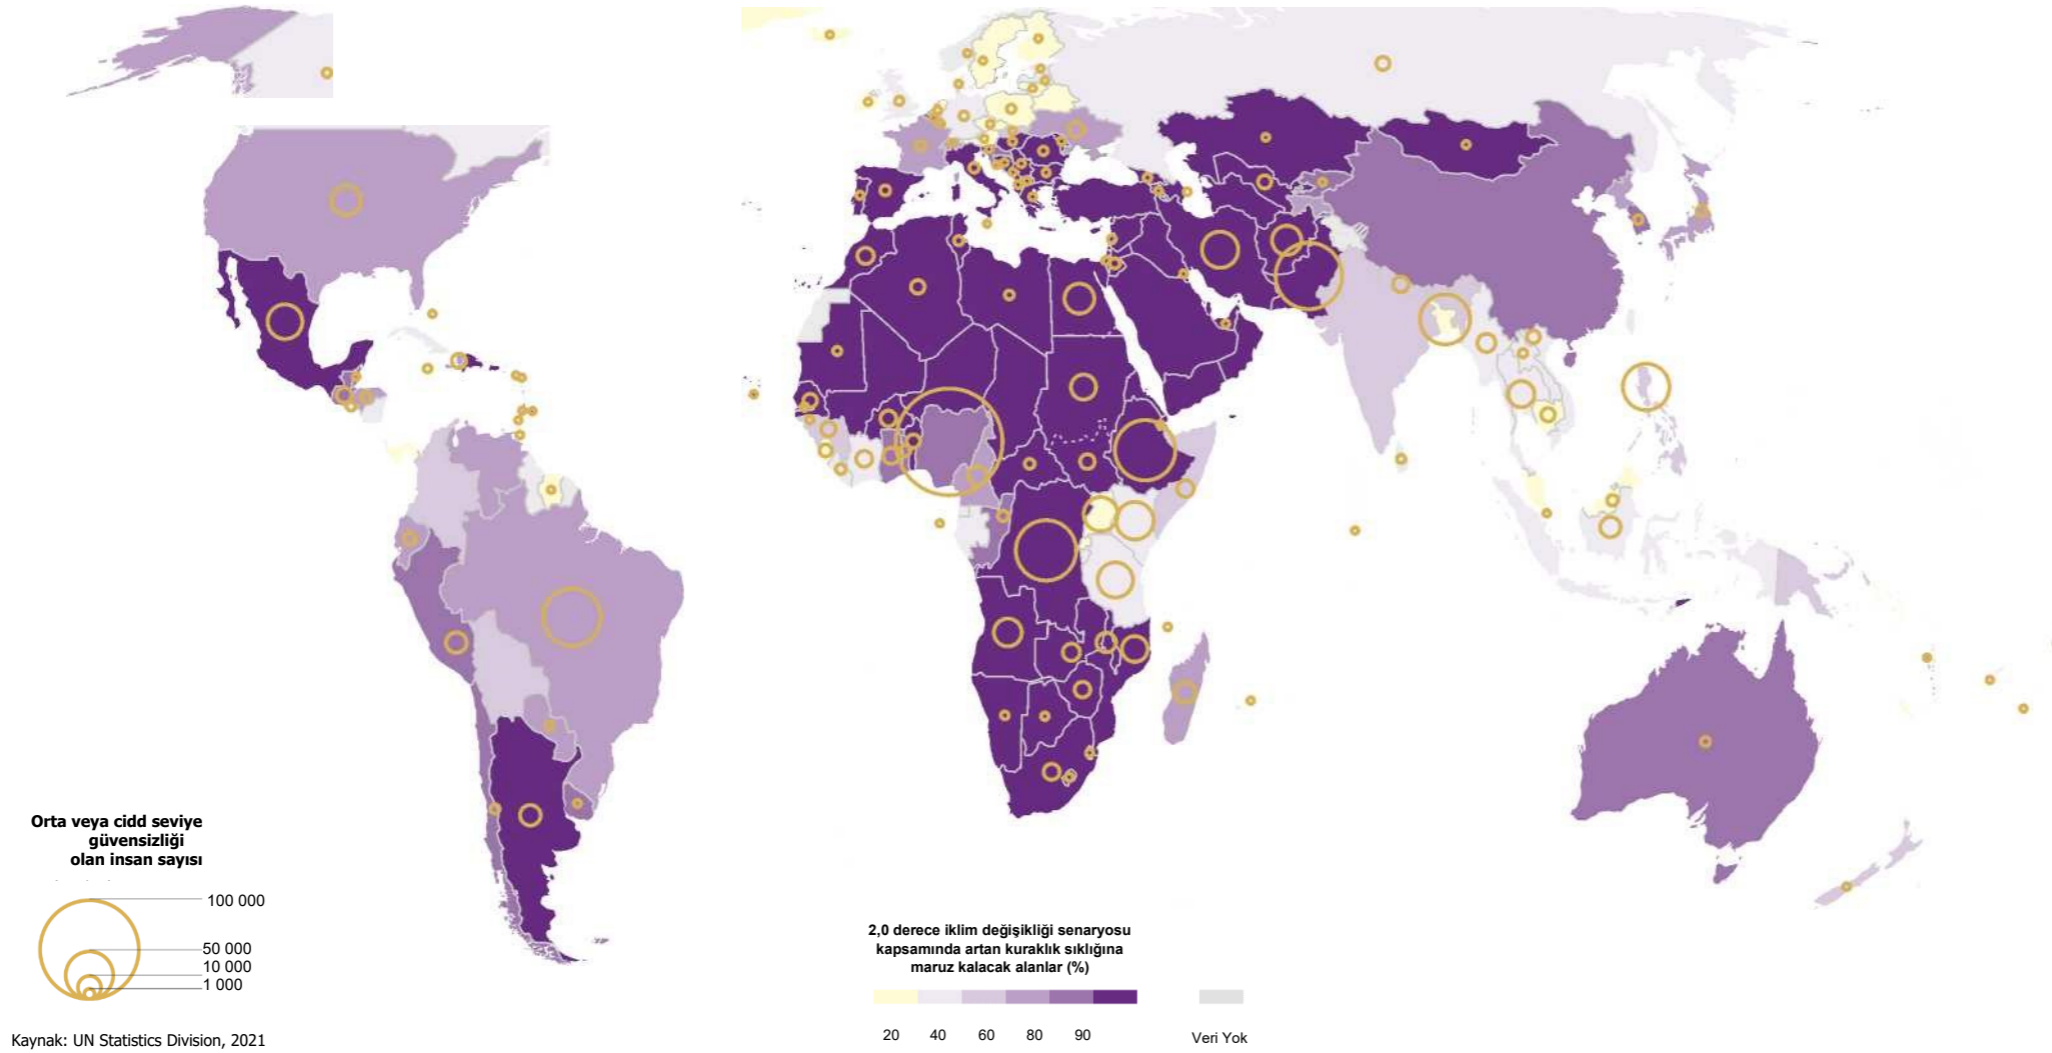 Orta veya cidd seviye
güvensizliği
olan insan sayısı
100 000
50 000
10 000
1 000
Kaynak: UN Statistics Division, 2021
2,0 derece iklim değişikliği senaryosu
kapsamında artan kuraklık sıklığına
maruz kalacak alanlar (%)
20 40 60 80 90
Veri Yok